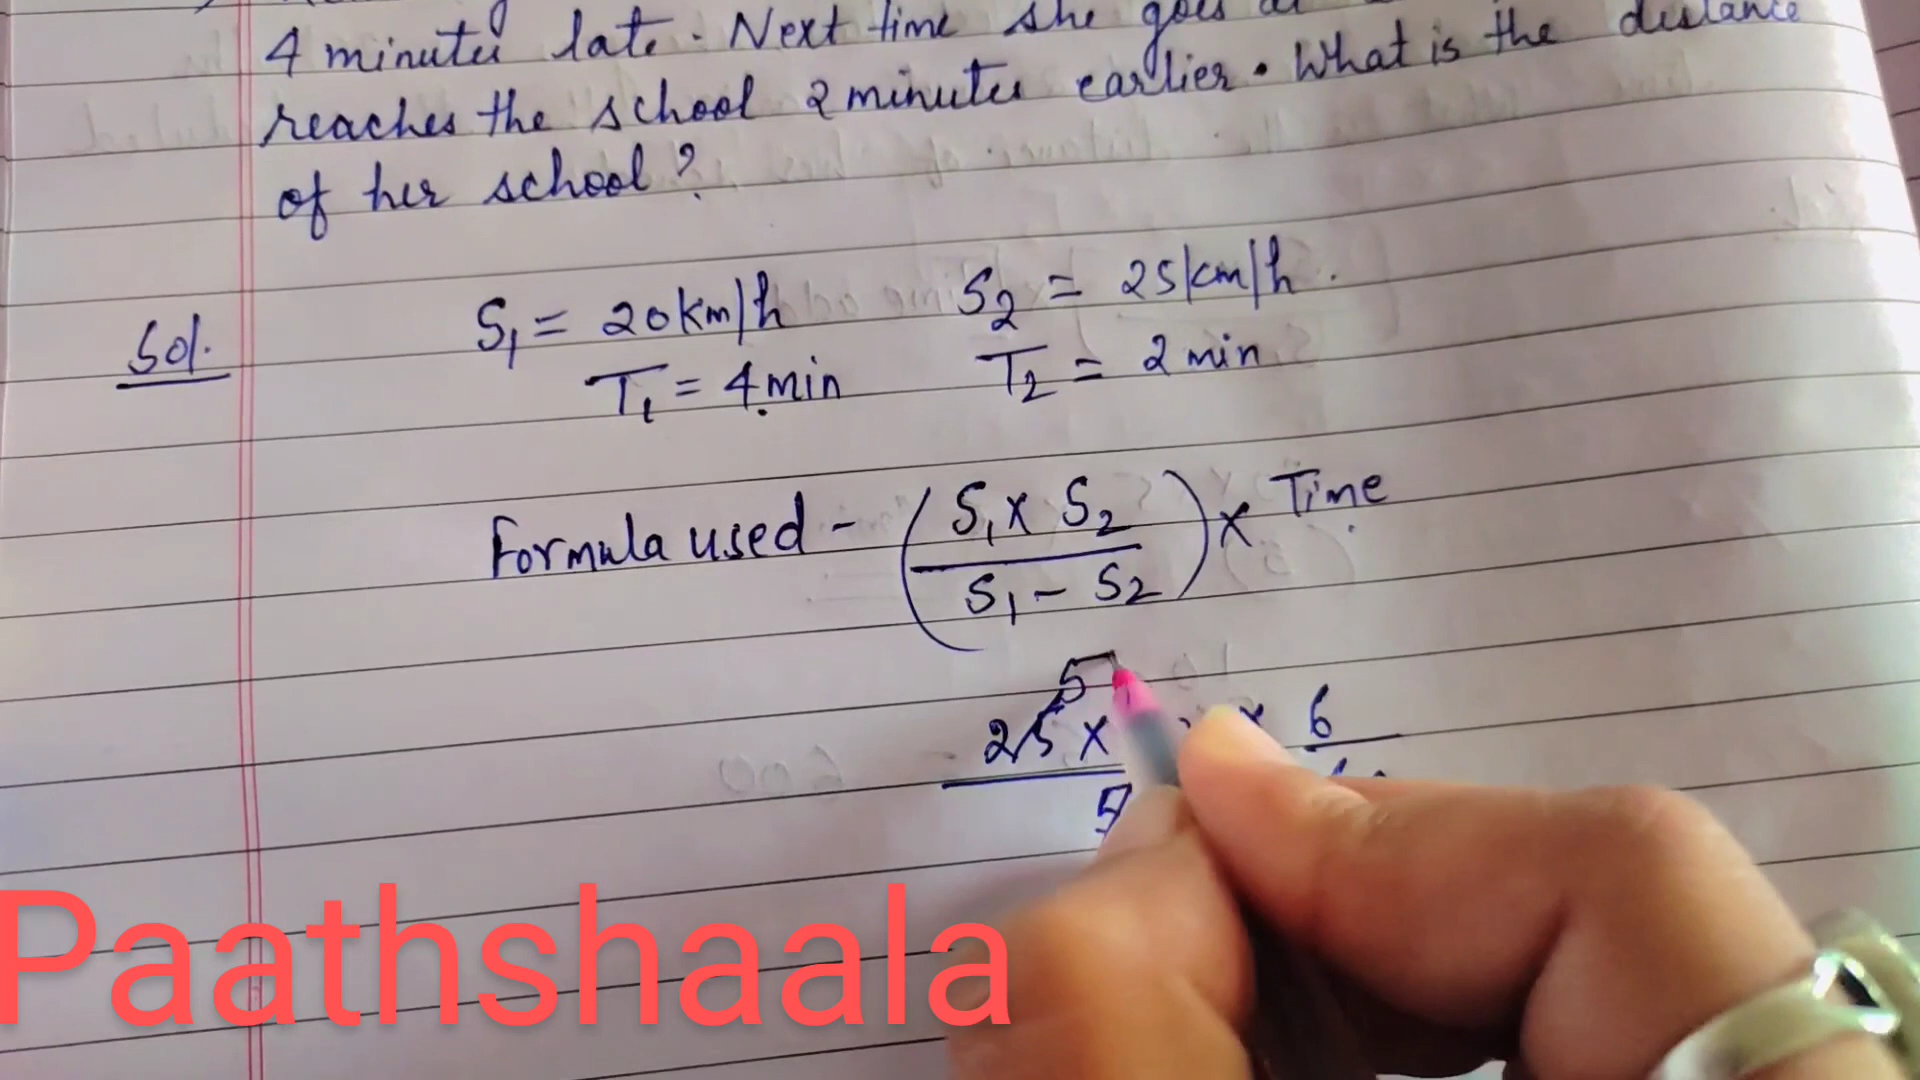 4 minutes late. Next time she goes at
reaches the school 2 minutes earlier. What is the distance
of her school?
Sol.
S₁ = 20km/h S₂ = 25km/h.
T₁ = 4min T₂ = 2min
Formula used - (S₁ x S₂ / S₁ - S₂) x Time
5
25 x x 6
5
Paathshaala